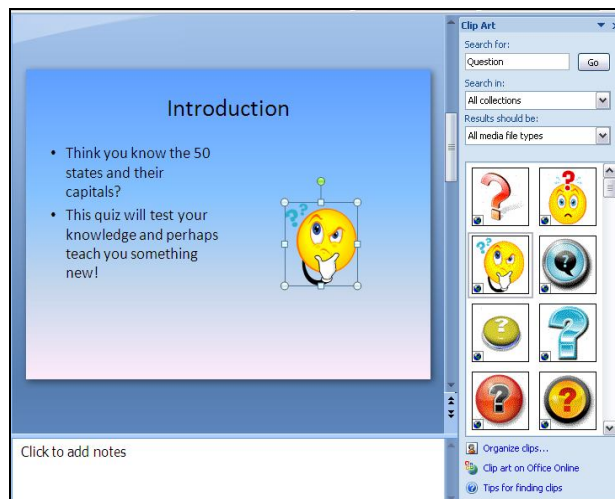 Introduction
• Think you know the 50
states and their
capitals?
• This quiz will test your
knowledge and perhaps
teach you something
new!
Click to add notes
Clip Art
Search for:
Question
Go
Search in:
All collections
Results should be:
All media file types
Organize clips...
Clip art on Office Online
Tips for finding clips